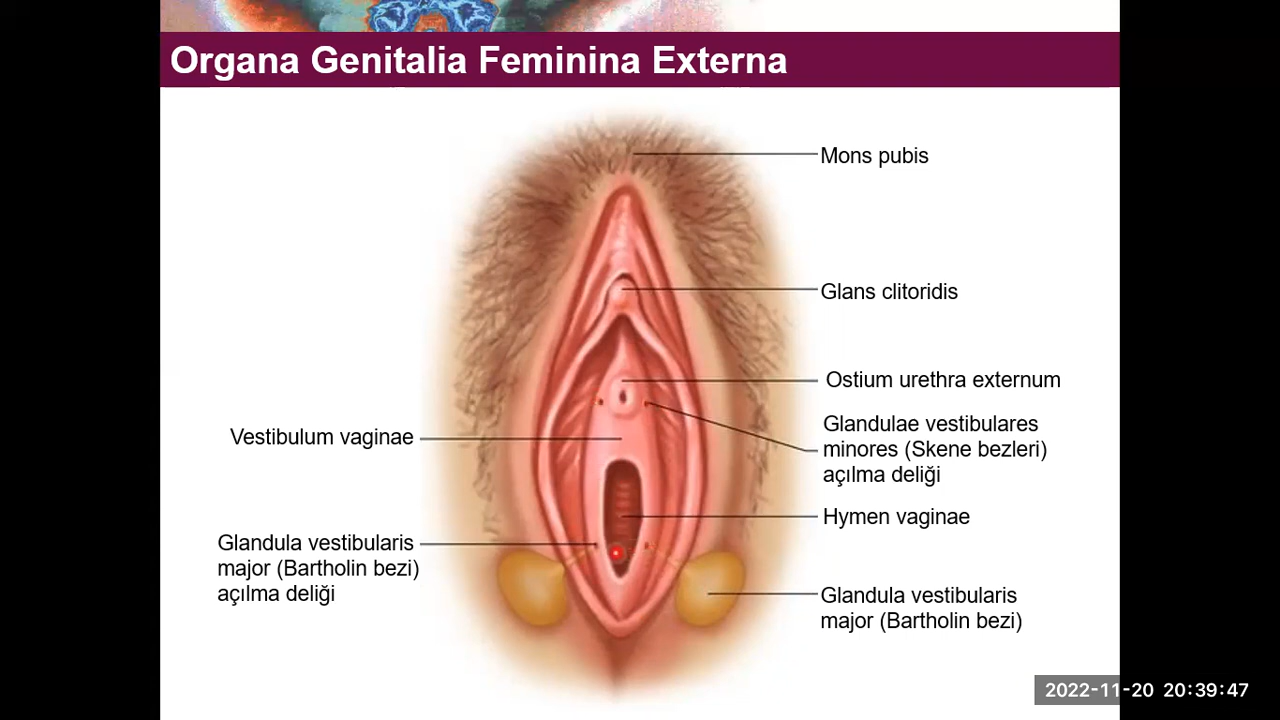 Organa Genitalia Feminina Externa
Mons pubis
Glans clitoridis
Ostium urethra externum
Glandulae vestibulares
minores (Skene bezleri)
açılma deliği
Vestibulum vaginae
Hymen vaginae
Glandula vestibularis
major (Bartholin bezi)
açılma deliği
Glandula vestibularis
major (Bartholin bezi)
2022-11-20 20:39:47